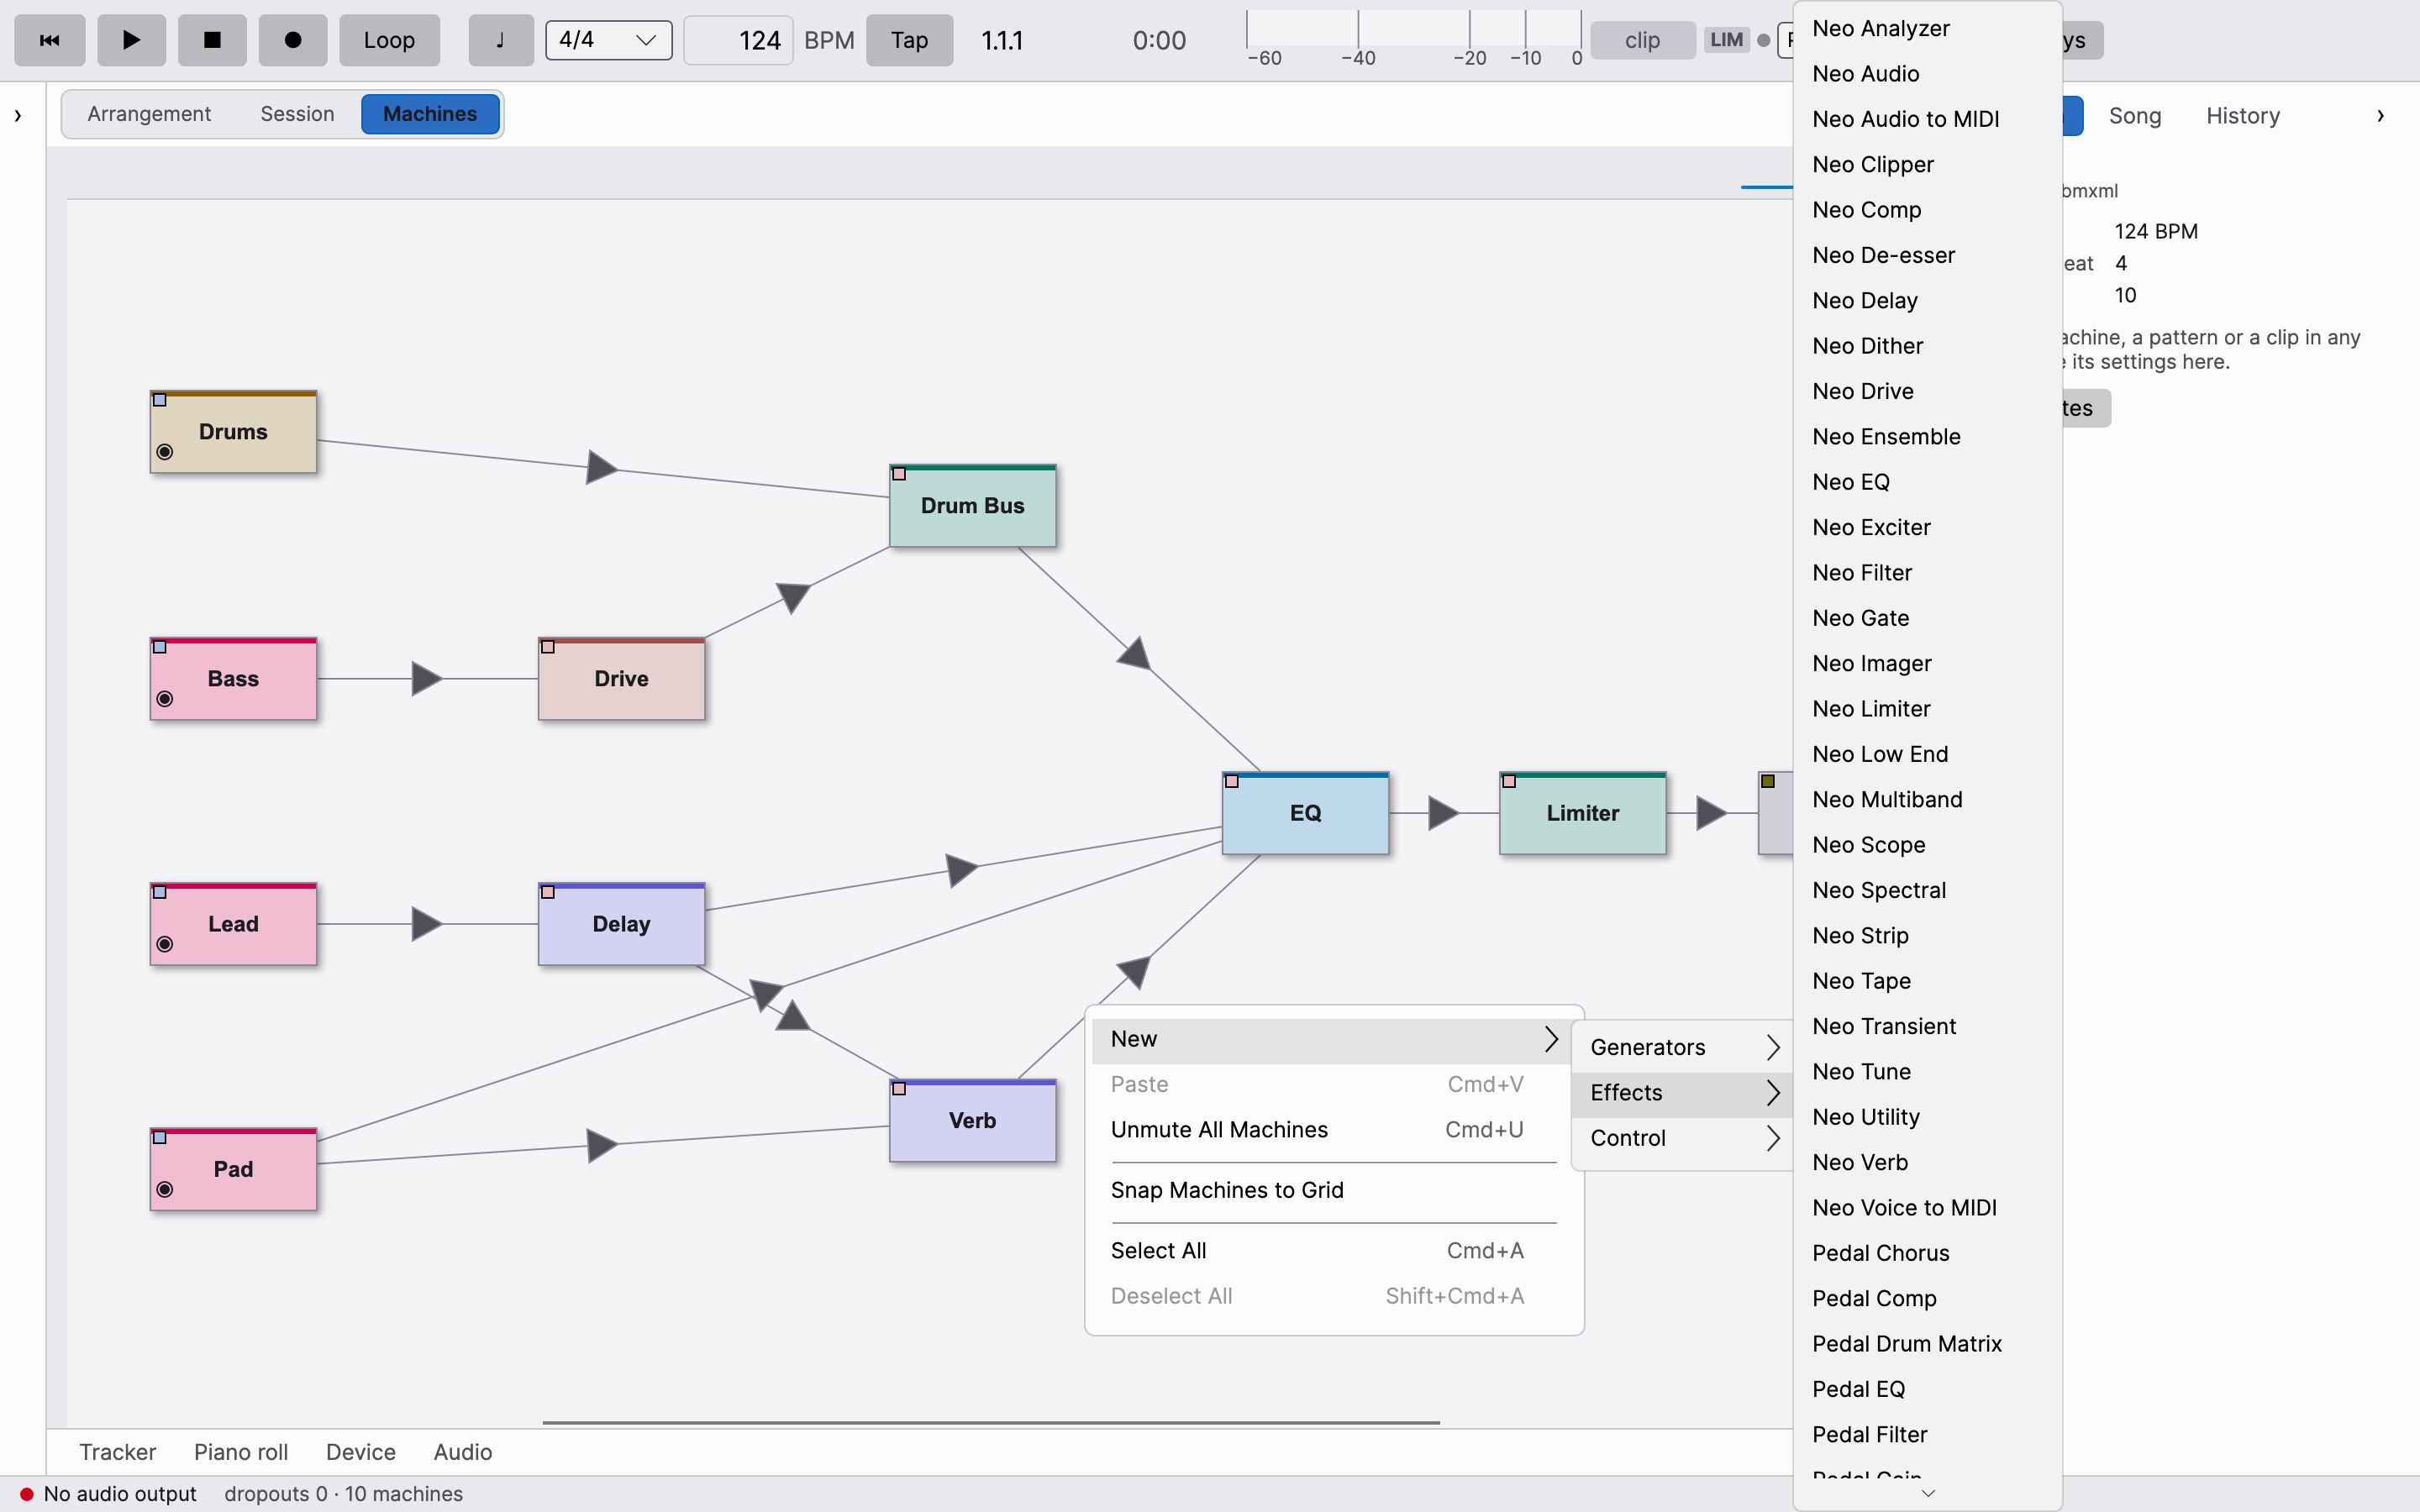 Loop
4/4
124 BPM
Tap
1.1.1
0:00
−60 −40 −20 −10 0
clip
LIM
Arrangement Session Machines
Song History
bmxml
124 BPM
eat 4
10
achine, a pattern or a clip in any
its settings here.
tes
Drums
Drum Bus
Bass
Drive
EQ
Limiter
Lead
Delay
Verb
Pad
New
Paste Cmd+V
Unmute All Machines Cmd+U
Snap Machines to Grid
Select All Cmd+A
Deselect All Shift+Cmd+A
Generators
Effects
Control
Neo Analyzer
Neo Audio
Neo Audio to MIDI
Neo Clipper
Neo Comp
Neo De-esser
Neo Delay
Neo Dither
Neo Drive
Neo Ensemble
Neo EQ
Neo Exciter
Neo Filter
Neo Gate
Neo Imager
Neo Limiter
Neo Low End
Neo Multiband
Neo Scope
Neo Spectral
Neo Strip
Neo Tape
Neo Transient
Neo Tune
Neo Utility
Neo Verb
Neo Voice to MIDI
Pedal Chorus
Pedal Comp
Pedal Drum Matrix
Pedal EQ
Pedal Filter
Pedal Gain
Tracker Piano roll Device Audio
No audio output dropouts 0 · 10 machines